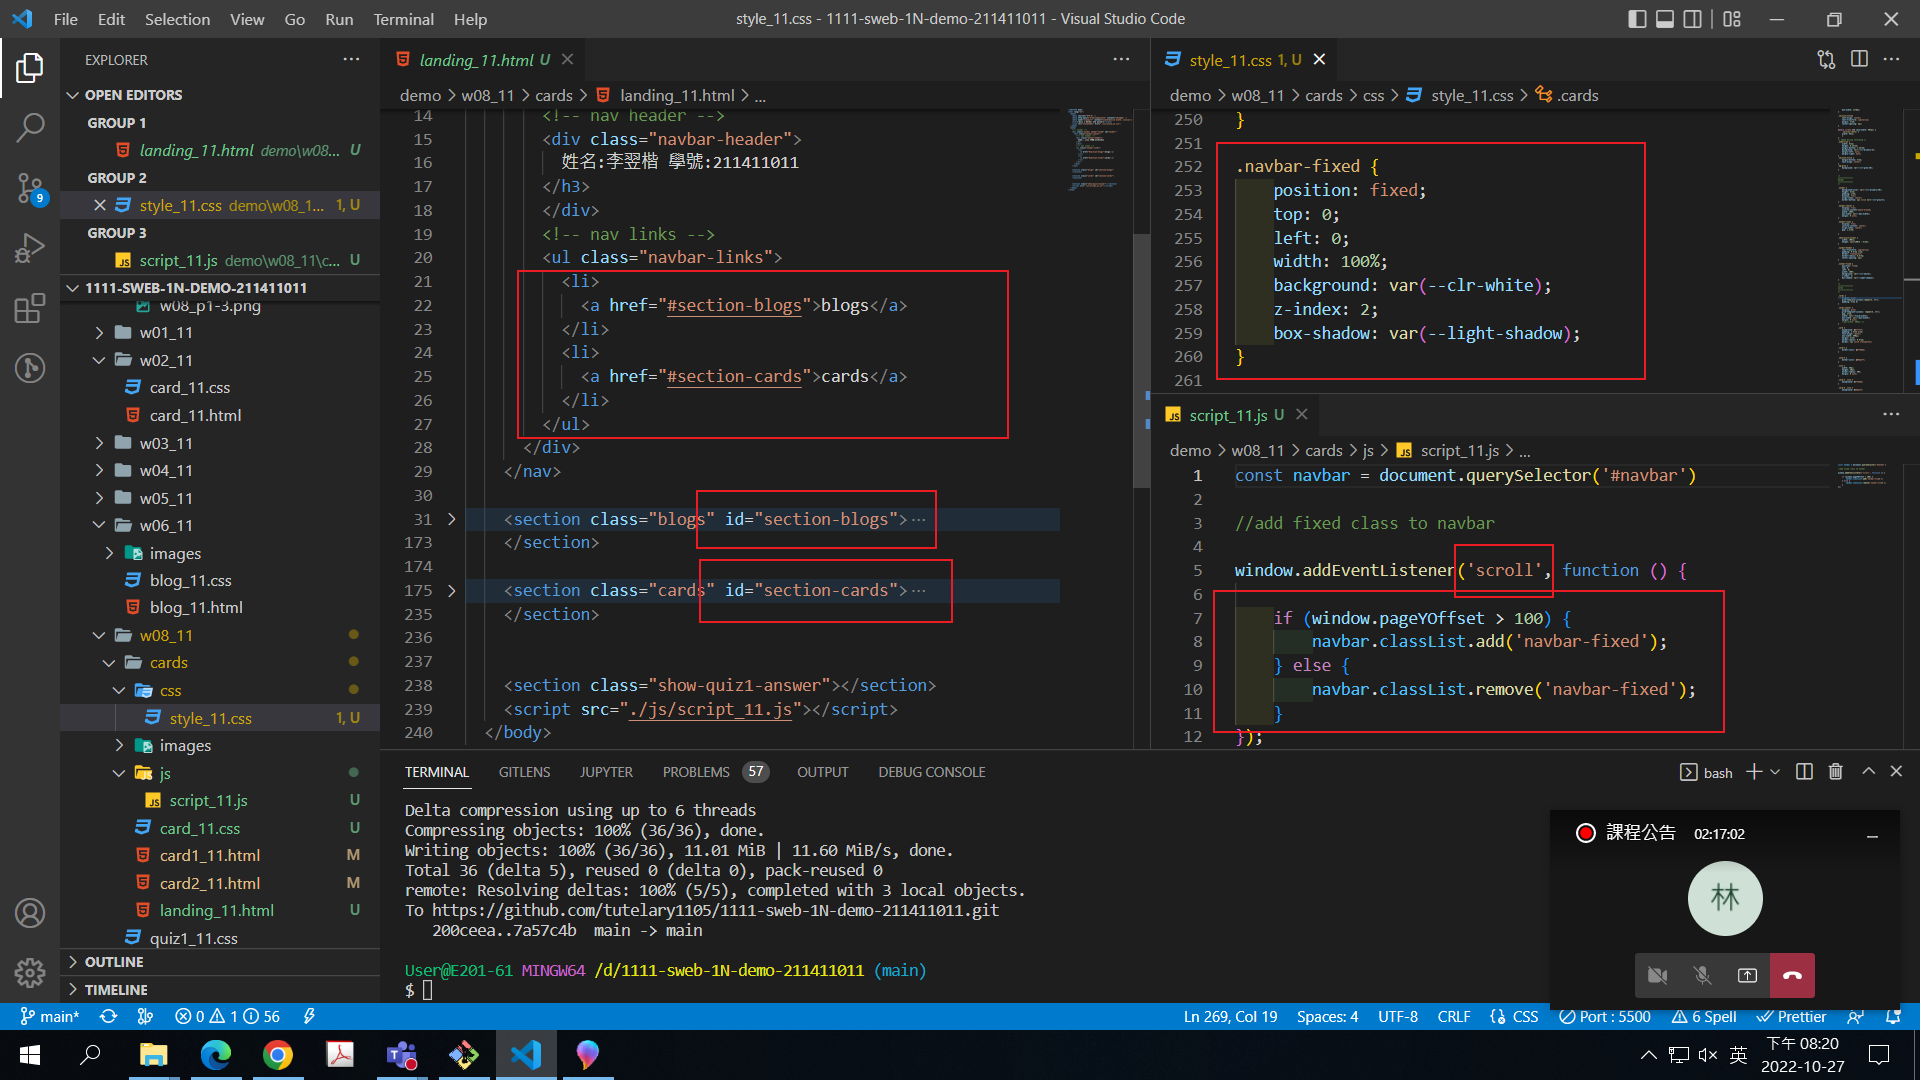 File Edit Selection View Go Run Terminal Help
style_11.css - 1111-sweb-1N-demo-211411011 - Visual Studio Code
EXPLORER
OPEN EDITORS
GROUP 1
landing_11.html demo\w08... U
GROUP 2
style_11.css demo\w08_1... 1, U
GROUP 3
script_11.js demo\w08_11\c... U
1111-SWEB-1N-DEMO-211411011
w08_p1-3.png
w01_11
w02_11
card_11.css
card_11.html
w03_11
w04_11
w05_11
w06_11
images
blog_11.css
blog_11.html
w08_11
cards
css
style_11.css 1, U
images
js
script_11.js U
card_11.css U
card1_11.html M
card2_11.html M
landing_11.html U
quiz1_11.css
OUTLINE
TIMELINE
9
landing_11.html U
demo > w08_11 > cards > landing_11.html > ...
14 <!-- nav header -->
15 <div class="navbar-header">
16 姓名:李翌楷 學號:211411011
17 </h3>
18 </div>
19 <!-- nav links -->
20 <ul class="navbar-links">
21 <li>
22 <a href="#section-blogs">blogs</a>
23 </li>
24 <li>
25 <a href="#section-cards">cards</a>
26 </li>
27 </ul>
28 </div>
29 </nav>
30
31 <section class="blogs" id="section-blogs">...
173 </section>
174
175 <section class="cards" id="section-cards">...
235 </section>
236
237
238 <section class="show-quiz1-answer"></section>
239 <script src="./js/script_11.js"></script>
240 </body>
style_11.css 1, U
demo > w08_11 > cards > css > style_11.css > .cards
250 }
251
252 .navbar-fixed {
253 position: fixed;
254 top: 0;
255 left: 0;
256 width: 100%;
257 background: var(--clr-white);
258 z-index: 2;
259 box-shadow: var(--light-shadow);
260 }
261
script_11.js U
demo > w08_11 > cards > js > script_11.js > ...
1 const navbar = document.querySelector('#navbar')
2
3 //add fixed class to navbar
4
5 window.addEventListener('scroll', function () {
6
7 if (window.pageYOffset > 100) {
8 navbar.classList.add('navbar-fixed');
9 } else {
10 navbar.classList.remove('navbar-fixed');
11 }
12 });
TERMINAL GITLENS JUPYTER PROBLEMS 57 OUTPUT DEBUG CONSOLE
bash
Delta compression using up to 6 threads
Compressing objects: 100% (36/36), done.
Writing objects: 100% (36/36), 11.01 MiB | 11.60 MiB/s, done.
Total 36 (delta 5), reused 0 (delta 0), pack-reused 0
remote: Resolving deltas: 100% (5/5), completed with 3 local objects.
To https://github.com/tutelary1105/1111-sweb-1N-demo-211411011.git
200ceea..7a57c4b main -> main
User@E201-61 MINGW64 /d/1111-sweb-1N-demo-211411011 (main)
$
課程公告 02:17:02
林
main* 0 1 56 Ln 269, Col 19 Spaces: 4 UTF-8 CRLF CSS Port : 5500 6 Spell Prettier
英
下午 08:20
2022-10-27